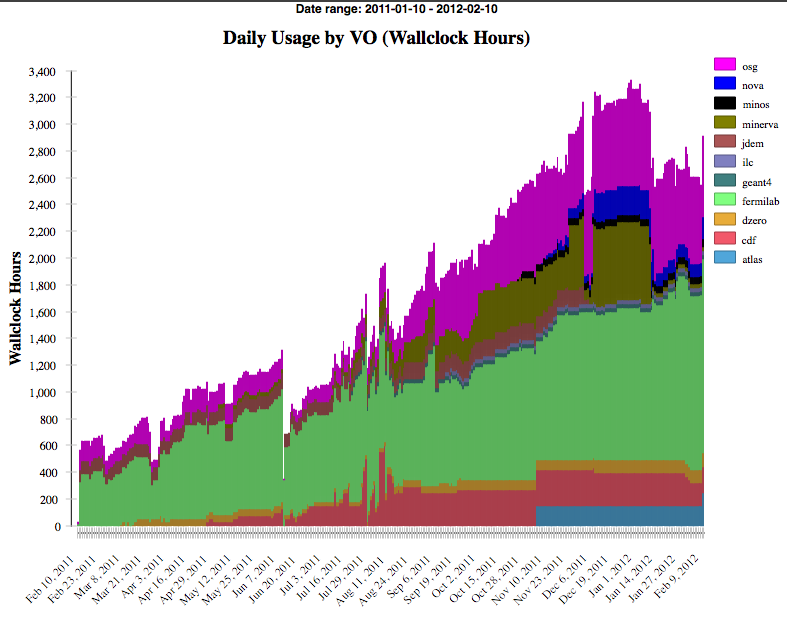 Date range: 2011-01-10 - 2012-02-10
Daily Usage by VO (Wallclock Hours)
osg
nova
minos
minerva
jdem
ilc
geant4
fermilab
dzero
cdf
atlas
Wallclock Hours
3,400
3,200
3,000
2,800
2,600
2,400
2,200
2,000
1,800
1,600
1,400
1,200
1,000
800
600
400
200
0
Feb 10, 2011
Feb 23, 2011
Mar 8, 2011
Mar 21, 2011
Apr 3, 2011
Apr 16, 2011
Apr 29, 2011
May 12, 2011
May 25, 2011
Jun 7, 2011
Jun 20, 2011
Jul 3, 2011
Jul 16, 2011
Jul 29, 2011
Aug 11, 2011
Aug 24, 2011
Sep 6, 2011
Sep 19, 2011
Oct 2, 2011
Oct 15, 2011
Oct 28, 2011
Nov 10, 2011
Nov 23, 2011
Dec 6, 2011
Dec 19, 2011
Jan 1, 2012
Jan 14, 2012
Jan 27, 2012
Feb 9, 2012